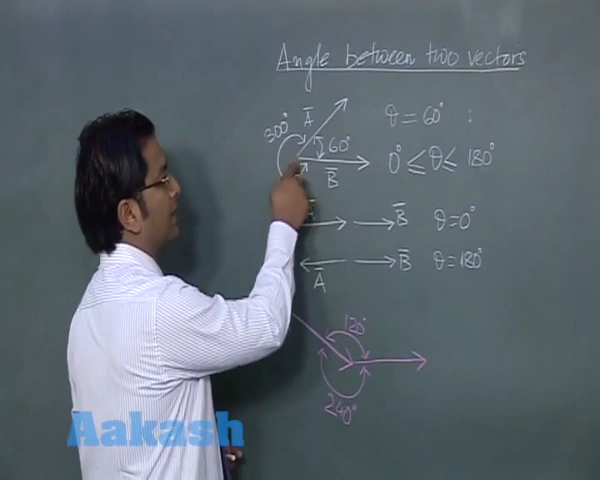 Angle between two vectors
300° A̅ θ = 60° :
60°
B̅ 0° ≤ θ ≤ 180°
A̅ B̅ θ = 0°
A̅ B̅ θ = 180°
120°
240°
Aakash